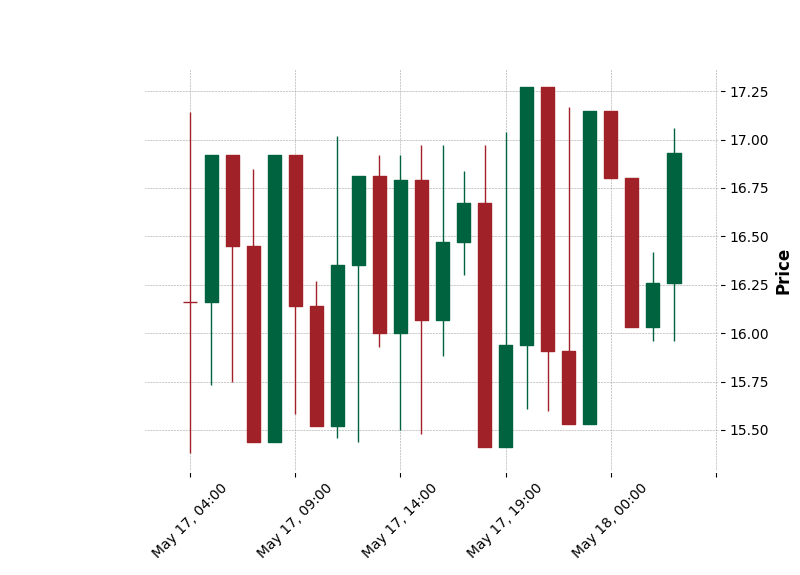 17.25
17.00
16.75
16.50
16.25
16.00
15.75
15.50
Price
May 17, 04:00
May 17, 09:00
May 17, 14:00
May 17, 19:00
May 18, 00:00